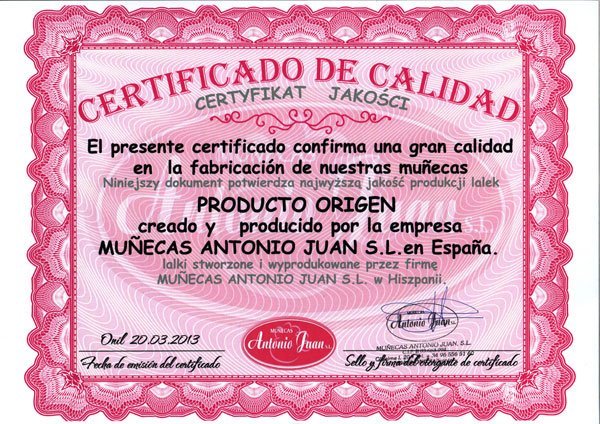 CERTIFICADO DE CALIDAD
CERTYFIKAT JAKOŚCI
El presente certificado confirma una gran calidad
en la fabricación de nuestras muñecas
Niniejszy dokument potwierdza najwyższą jakość produkcji lalek
PRODUCTO ORIGEN
creado y producido por la empresa
MUÑECAS ANTONIO JUAN S.L. en España.
lalki stworzone i wyprodukowane przez firmę
MUÑECAS ANTONIO JUAN S.L. w Hiszpanii.
MUÑECAS
Antonio Juan S.L.
MUÑECAS ANTONIO JUAN, S.L.
Onil 20.03.2013
MUÑECAS
Antonio Juan S.L.
Fecha de emisión del certificado
Sello y firma del otorgante de certificado